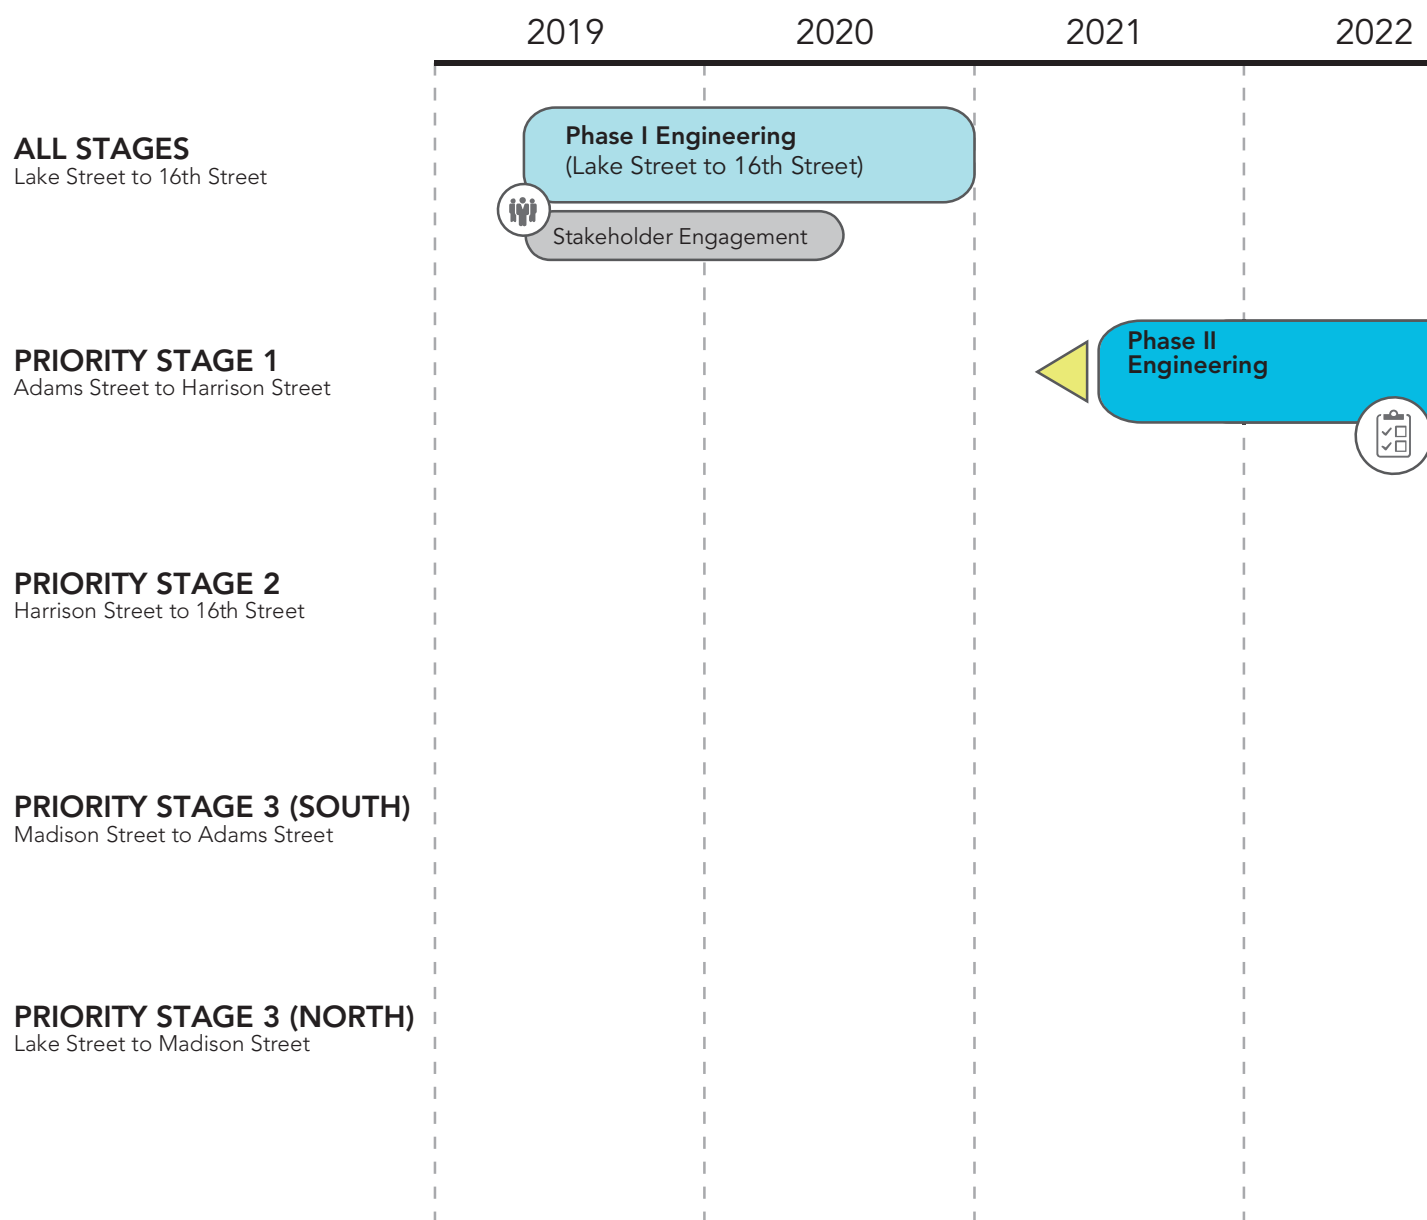 2019 2020 2021 2022
ALL STAGES
Lake Street to 16th Street
Phase I Engineering
(Lake Street to 16th Street)
Stakeholder Engagement
PRIORITY STAGE 1
Adams Street to Harrison Street
Phase II
Engineering
PRIORITY STAGE 2
Harrison Street to 16th Street
PRIORITY STAGE 3 (SOUTH)
Madison Street to Adams Street
PRIORITY STAGE 3 (NORTH)
Lake Street to Madison Street